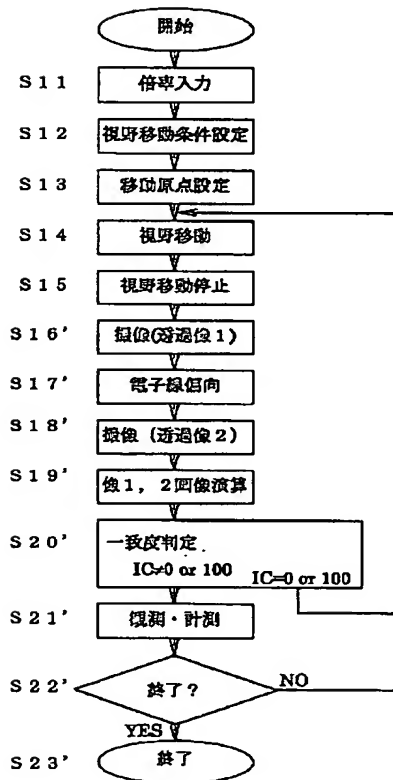 開始
S11 倍率入力
S12 視野移動条件設定
S13 移動原点設定
S14 視野移動
S15 視野移動停止
S16' 撮像(透過像1)
S17' 電子線偏向
S18' 撮像 (透過像2)
S19' 像1, 2画像演算
S20' 一致度判定
IC≠0 or 100 IC=0 or 100
S21' 観測・計測
S22' 終了? NO
YES
S23' 終了